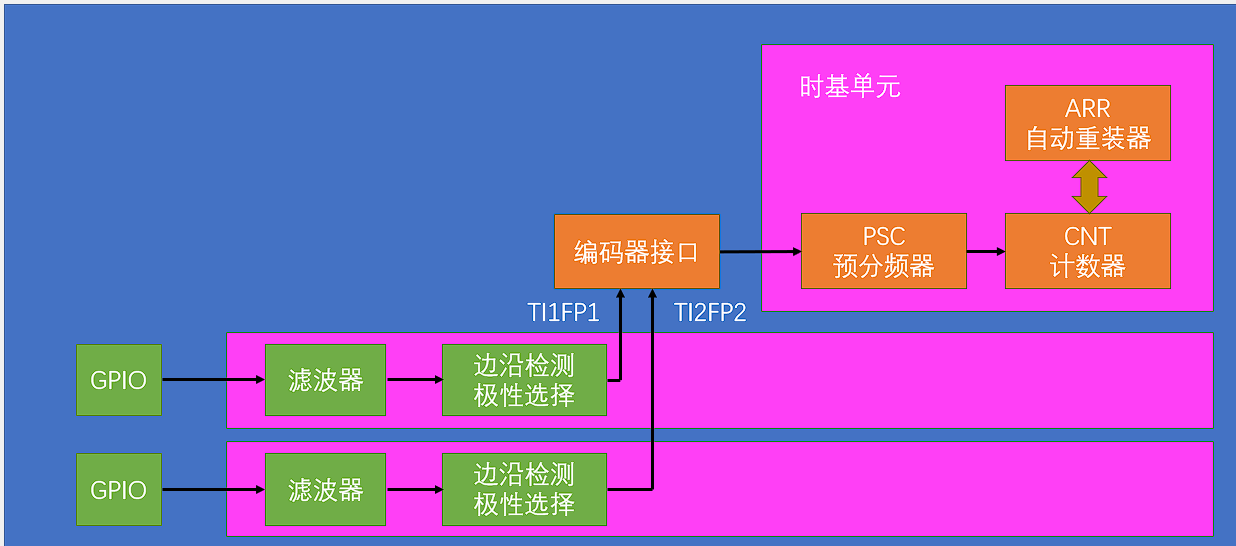 时基单元
ARR
自动重装器
编码器接口
PSC
预分频器
CNT
计数器
TI1FP1
TI2FP2
GPIO
滤波器
边沿检测
极性选择
GPIO
滤波器
边沿检测
极性选择